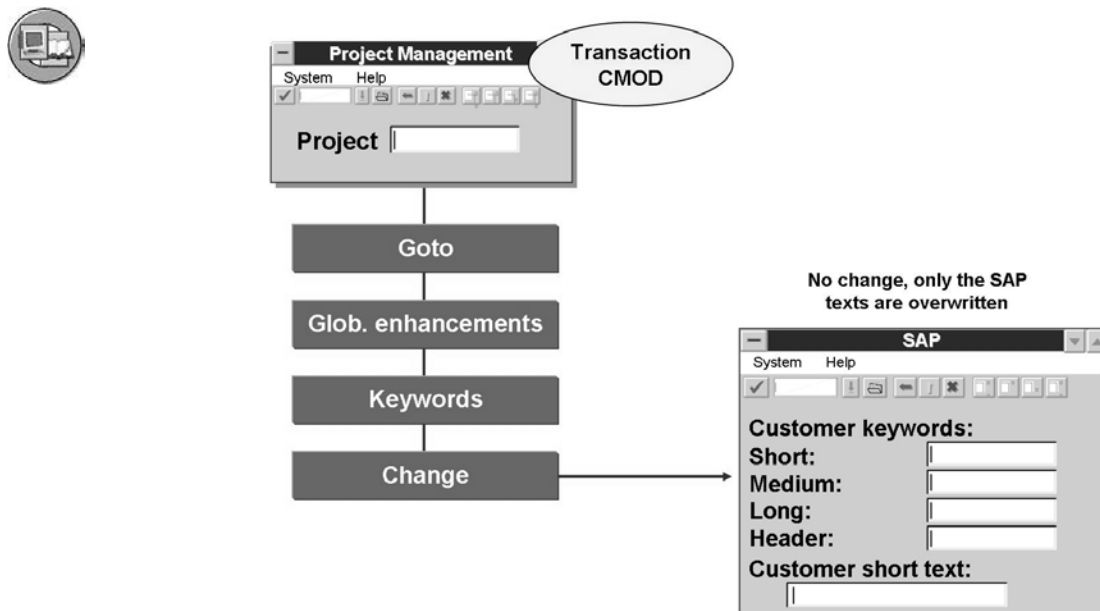 Project Management
Transaction
CMOD
System Help
Project
Goto
Glob. enhancements
Keywords
Change
No change, only the SAP
texts are overwritten
SAP
System Help
Customer keywords:
Short:
Medium:
Long:
Header:
Customer short text: